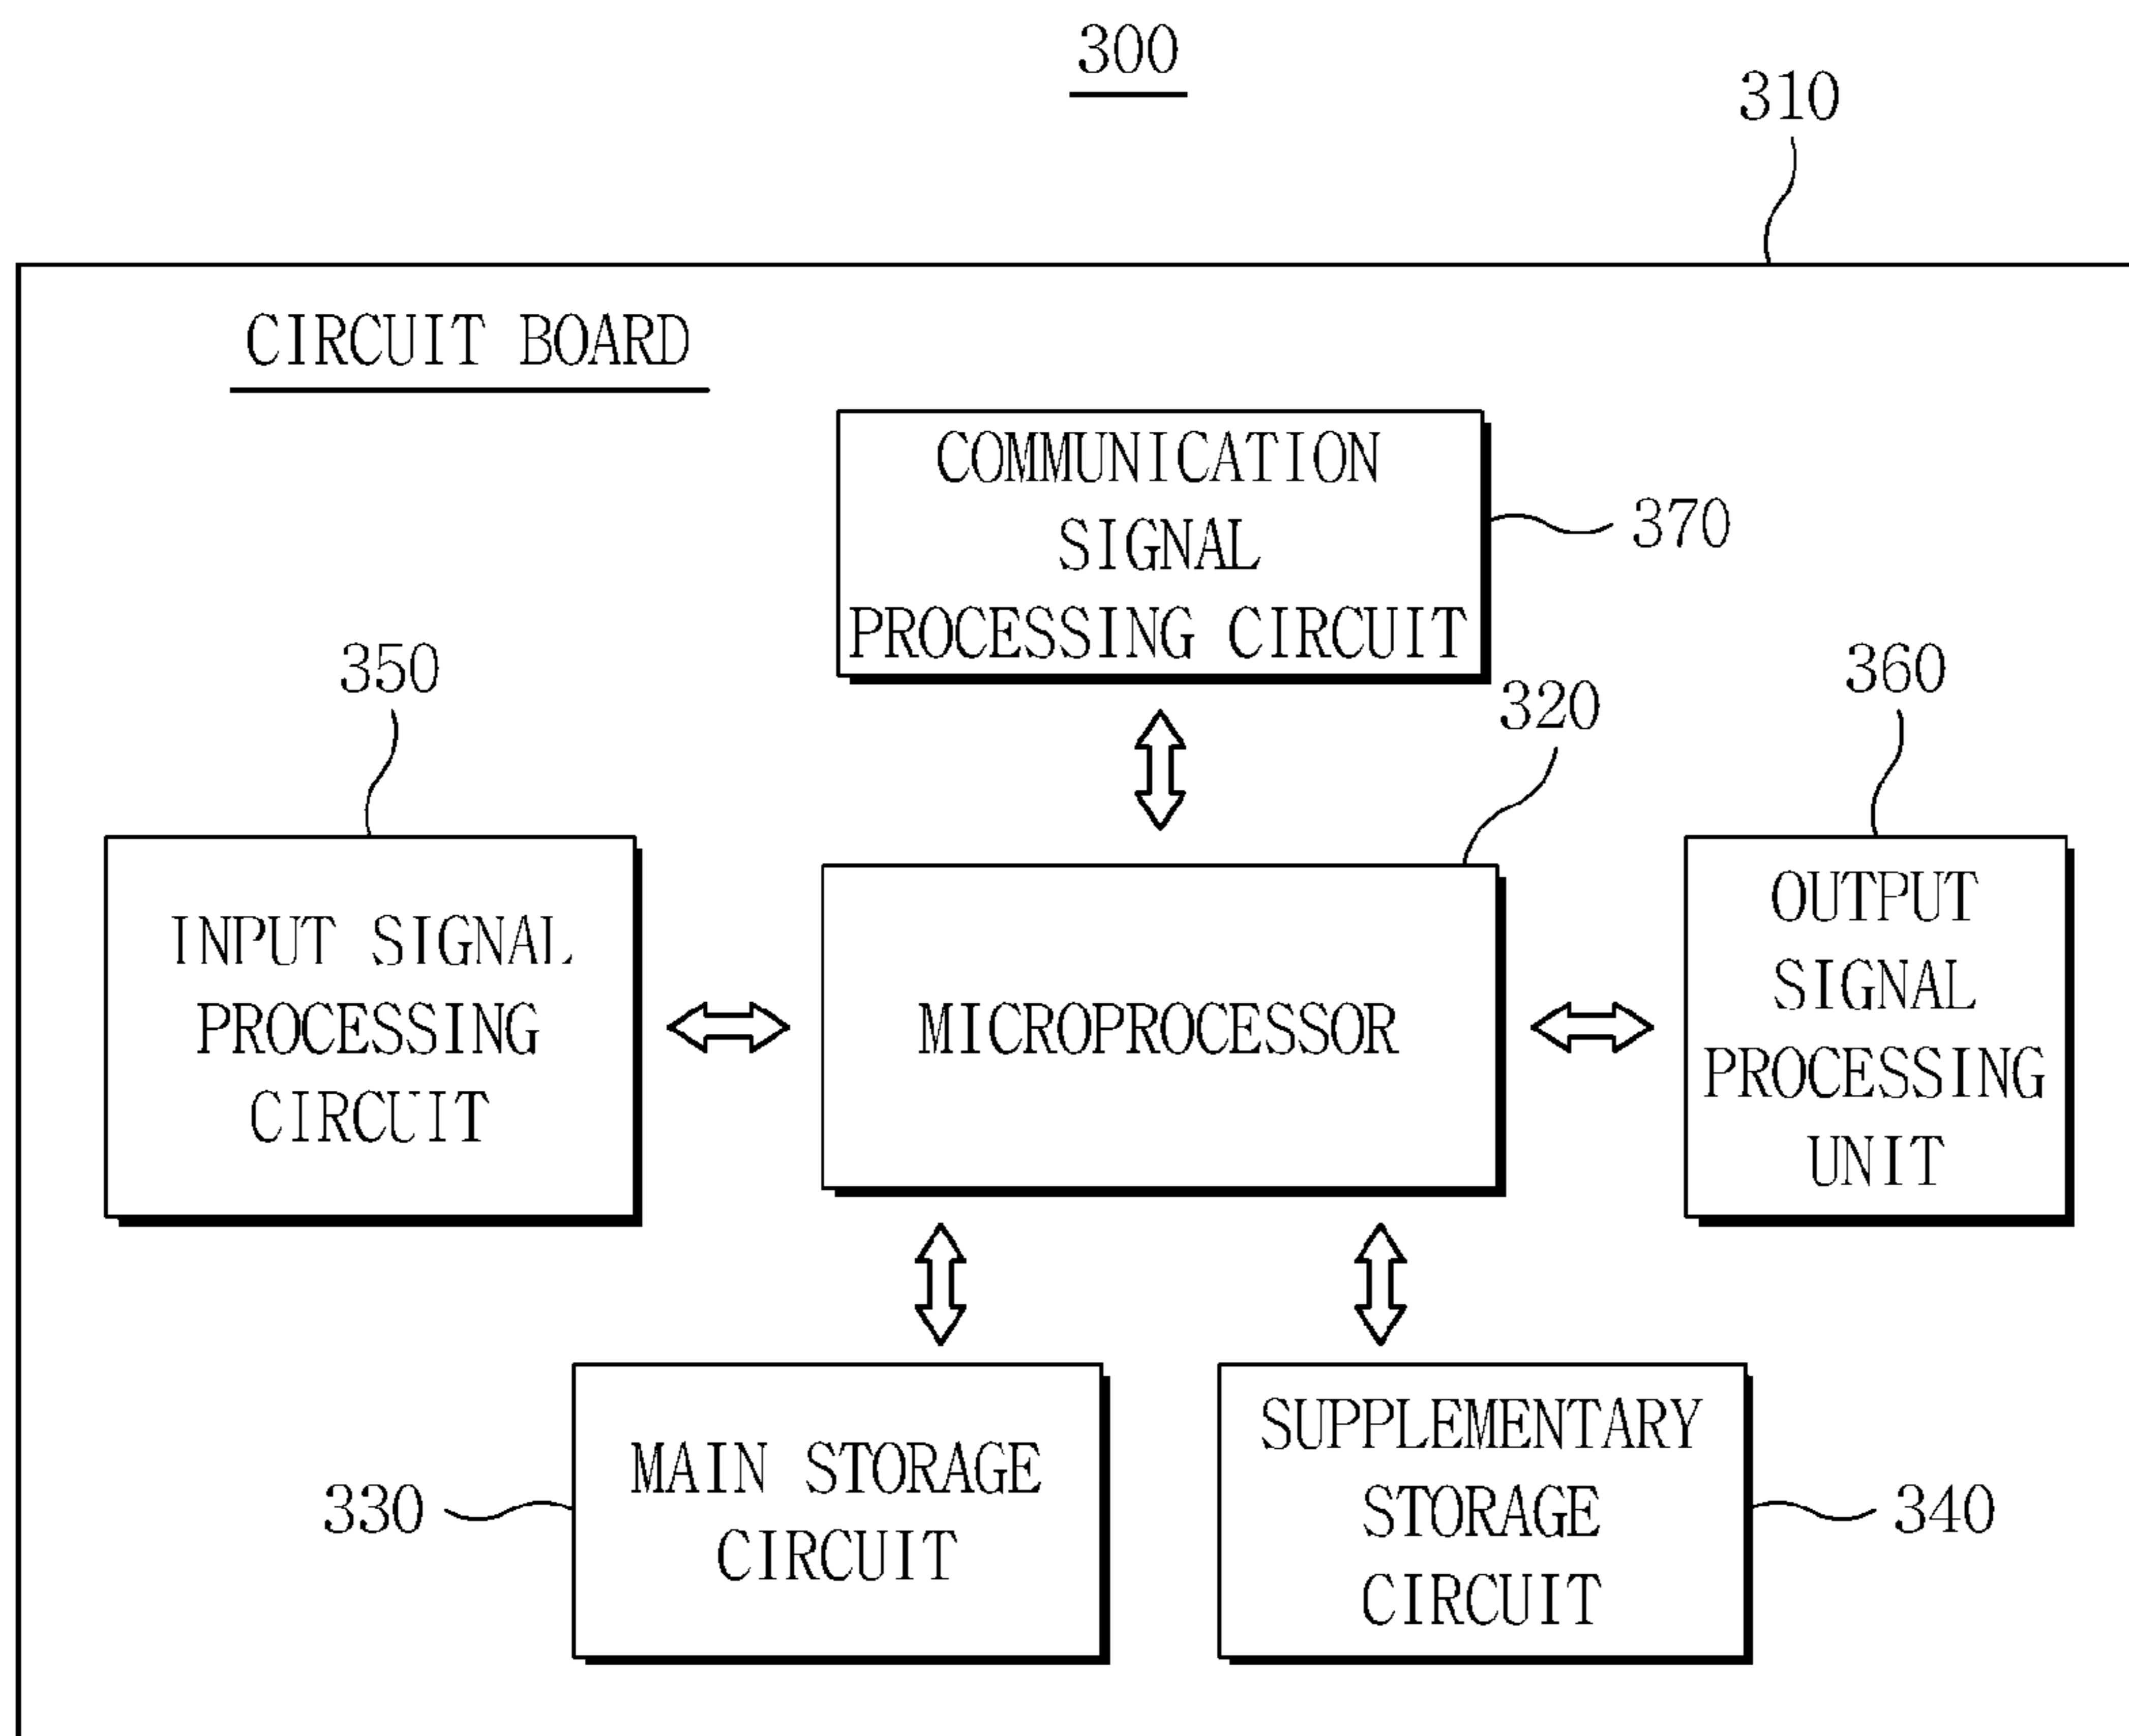 300
310
CIRCUIT BOARD
COMMUNICATION
SIGNAL
PROCESSING CIRCUIT
370
350
320
360
INPUT SIGNAL
PROCESSING
CIRCUIT
MICROPROCESSOR
OUTPUT
SIGNAL
PROCESSING
UNIT
330
MAIN STORAGE
CIRCUIT
SUPPLEMENTARY
STORAGE
CIRCUIT
340